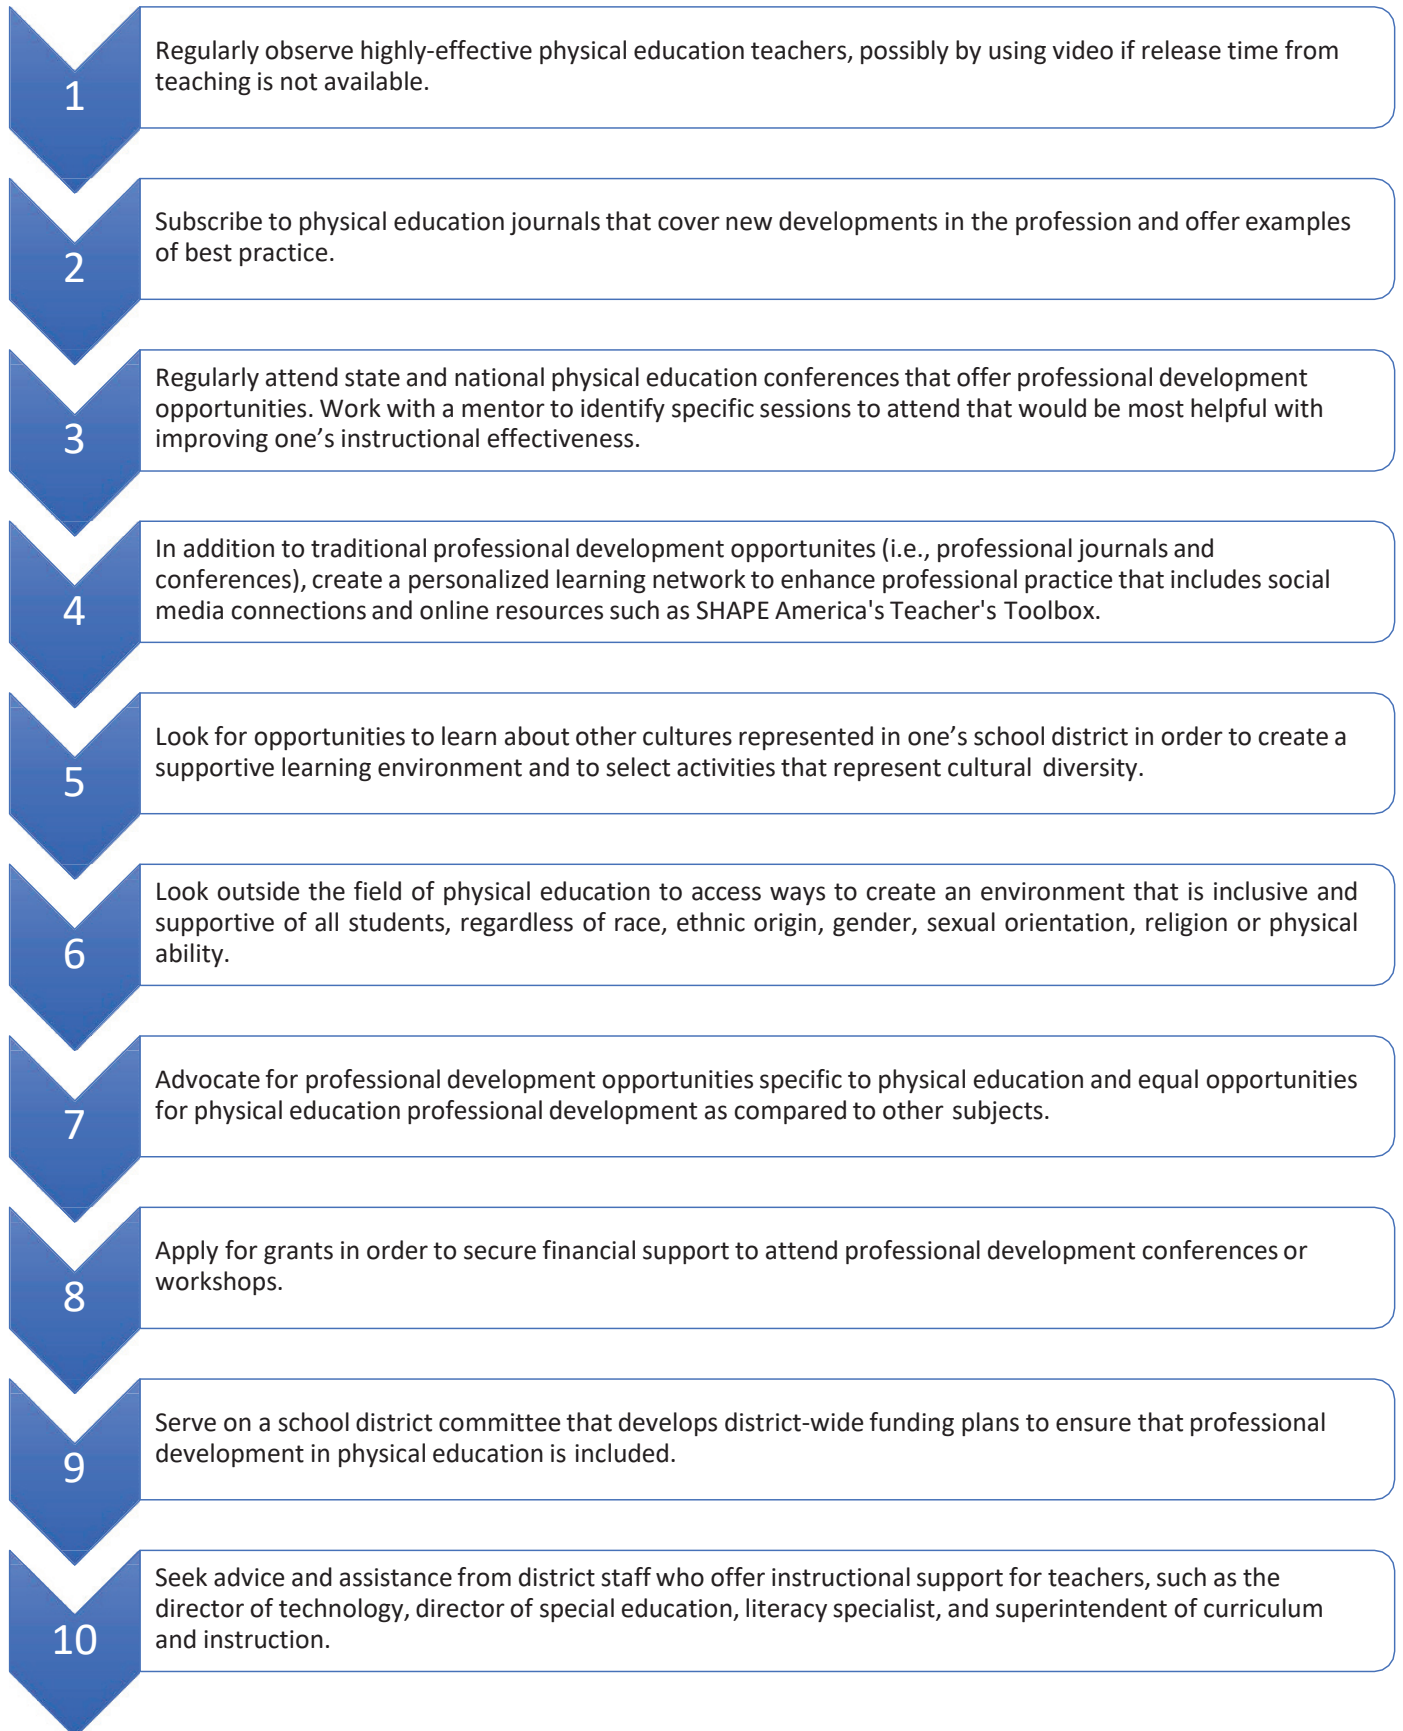 1
Regularly observe highly-effective physical education teachers, possibly by using video if release time from
teaching is not available.
2
Subscribe to physical education journals that cover new developments in the profession and offer examples
of best practice.
3
Regularly attend state and national physical education conferences that offer professional development
opportunities. Work with a mentor to identify specific sessions to attend that would be most helpful with
improving one’s instructional effectiveness.
4
In addition to traditional professional development opportunites (i.e., professional journals and
conferences), create a personalized learning network to enhance professional practice that includes social
media connections and online resources such as SHAPE America's Teacher's Toolbox.
5
Look for opportunities to learn about other cultures represented in one’s school district in order to create a
supportive learning environment and to select activities that represent cultural diversity.
6
Look outside the field of physical education to access ways to create an environment that is inclusive and
supportive of all students, regardless of race, ethnic origin, gender, sexual orientation, religion or physical
ability.
7
Advocate for professional development opportunities specific to physical education and equal opportunities
for physical education professional development as compared to other subjects.
8
Apply for grants in order to secure financial support to attend professional development conferences or
workshops.
9
Serve on a school district committee that develops district-wide funding plans to ensure that professional
development in physical education is included.
10
Seek advice and assistance from district staff who offer instructional support for teachers, such as the
director of technology, director of special education, literacy specialist, and superintendent of curriculum
and instruction.